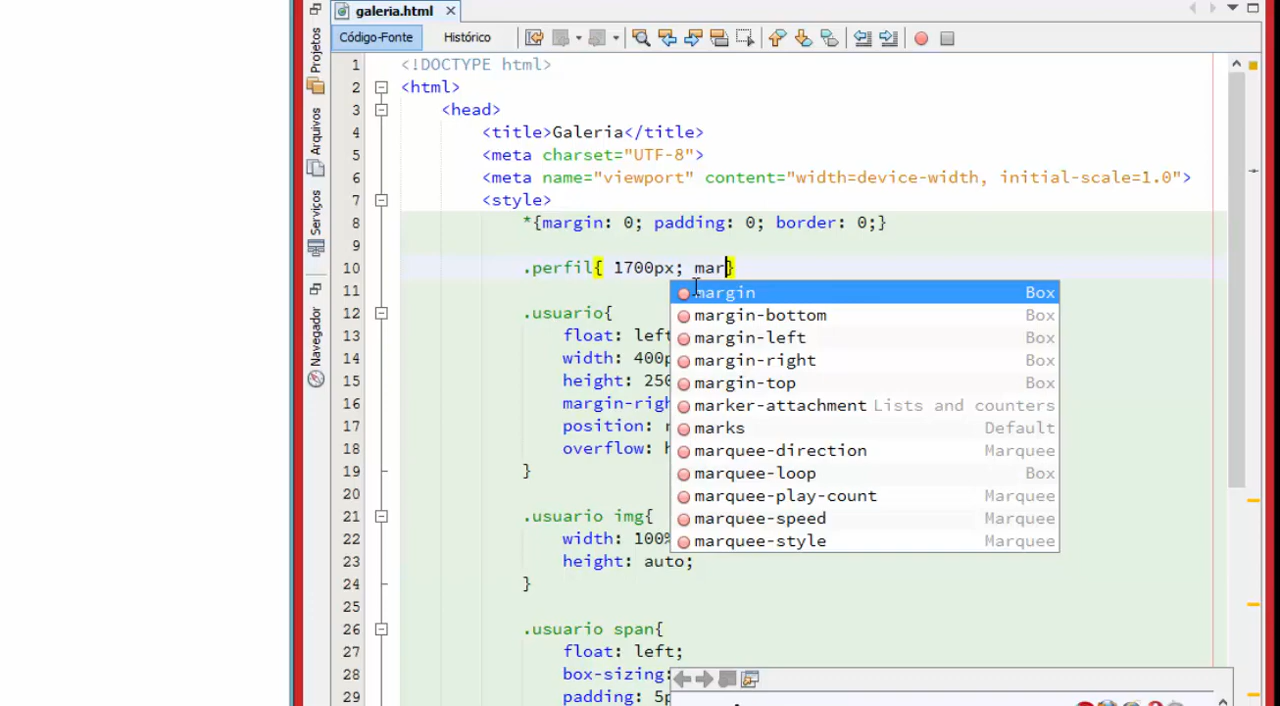 galeria.html
Código-Fonte Histórico
Projetos
Arquivos
Serviços
Navegador
1 <!DOCTYPE html>
2 <html>
3 <head>
4 <title>Galeria</title>
5 <meta charset="UTF-8">
6 <meta name="viewport" content="width=device-width, initial-scale=1.0">
7 <style>
8 *{margin: 0; padding: 0; border: 0;}
9
10 .perfil{ 1700px; mar}
11
12 .usuario{
13 float: left
14 width: 400p
15 height: 250
16 margin-righ
17 position: r
18 overflow: h
19 }
20
21 .usuario img{
22 width: 100%
23 height: auto;
24 }
25
26 .usuario span{
27 float: left;
28 box-sizing:
29 padding: 5p
margin Box
margin-bottom Box
margin-left Box
margin-right Box
margin-top Box
marker-attachment Lists and counters
marks Default
marquee-direction Marquee
marquee-loop Box
marquee-play-count Marquee
marquee-speed Marquee
marquee-style Marquee